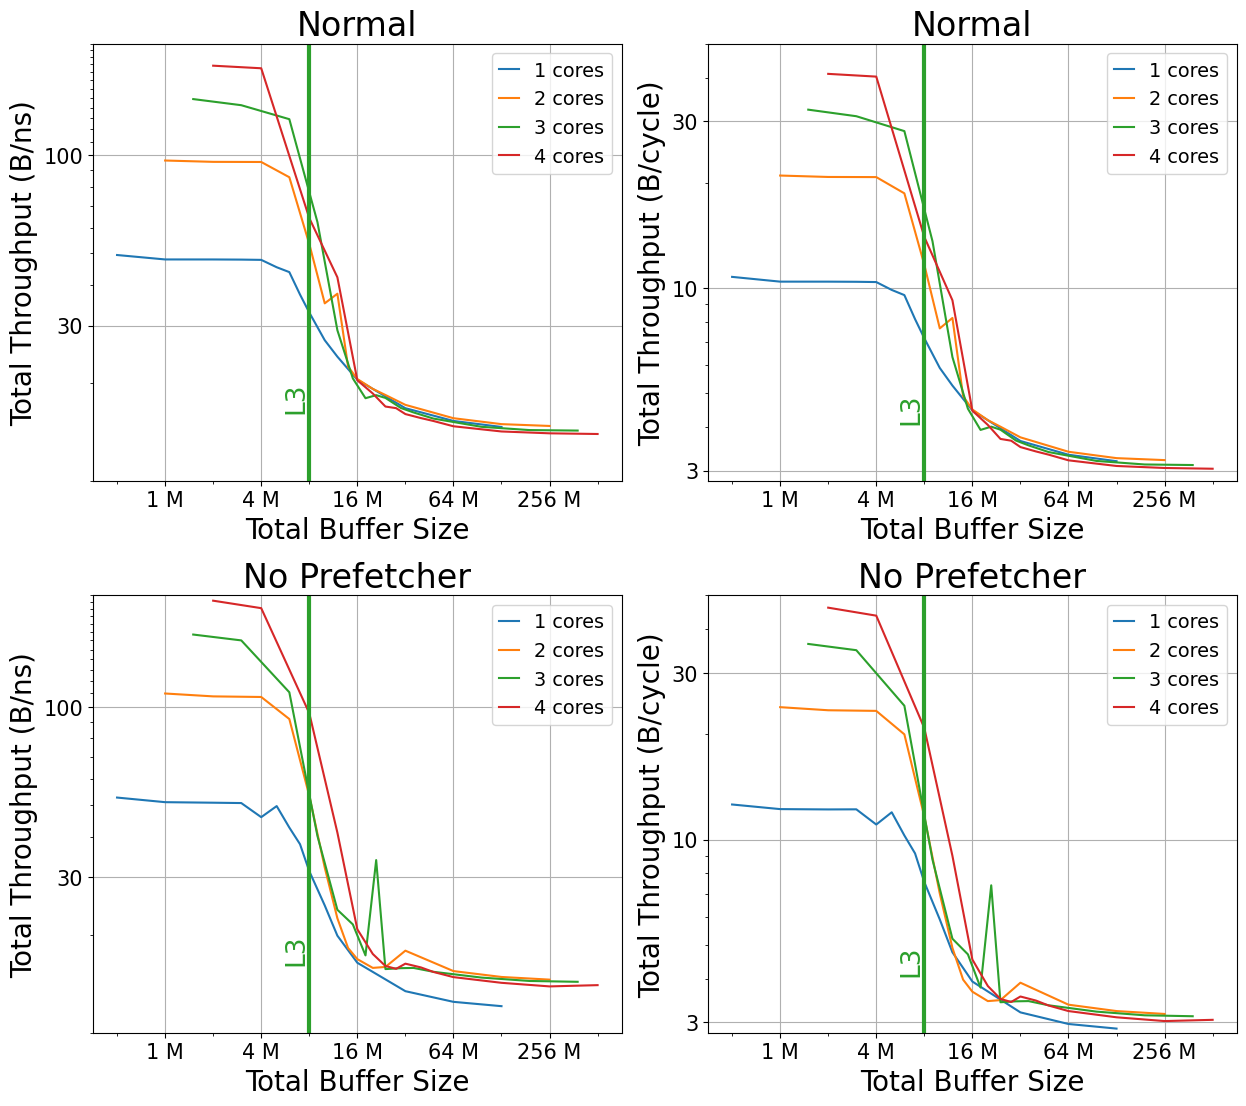 Normal
Total Throughput (B/ns)
100
30
L3
1 cores
2 cores
3 cores
4 cores
1 M 4 M 16 M 64 M 256 M
Total Buffer Size
Normal
Total Throughput (B/cycle)
30
10
3
L3
1 cores
2 cores
3 cores
4 cores
1 M 4 M 16 M 64 M 256 M
Total Buffer Size
No Prefetcher
Total Throughput (B/ns)
100
30
L3
1 cores
2 cores
3 cores
4 cores
1 M 4 M 16 M 64 M 256 M
Total Buffer Size
No Prefetcher
Total Throughput (B/cycle)
30
10
3
L3
1 cores
2 cores
3 cores
4 cores
1 M 4 M 16 M 64 M 256 M
Total Buffer Size